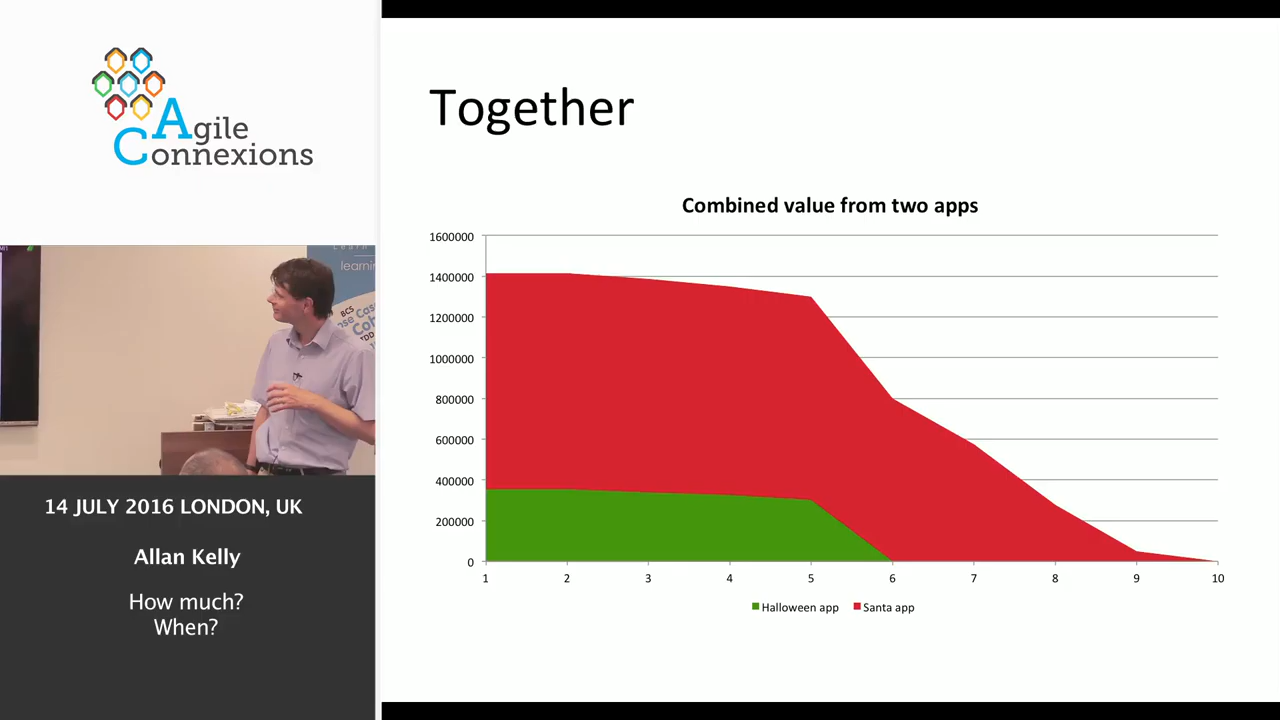 Agile
Connexions
learnin
BCS
14 JULY 2016 LONDON, UK
Allan Kelly
How much?
When?
Together
Combined value from two apps
1600000
1400000
1200000
1000000
800000
600000
400000
200000
0
1 2 3 4 5 6 7 8 9 10
Halloween app Santa app